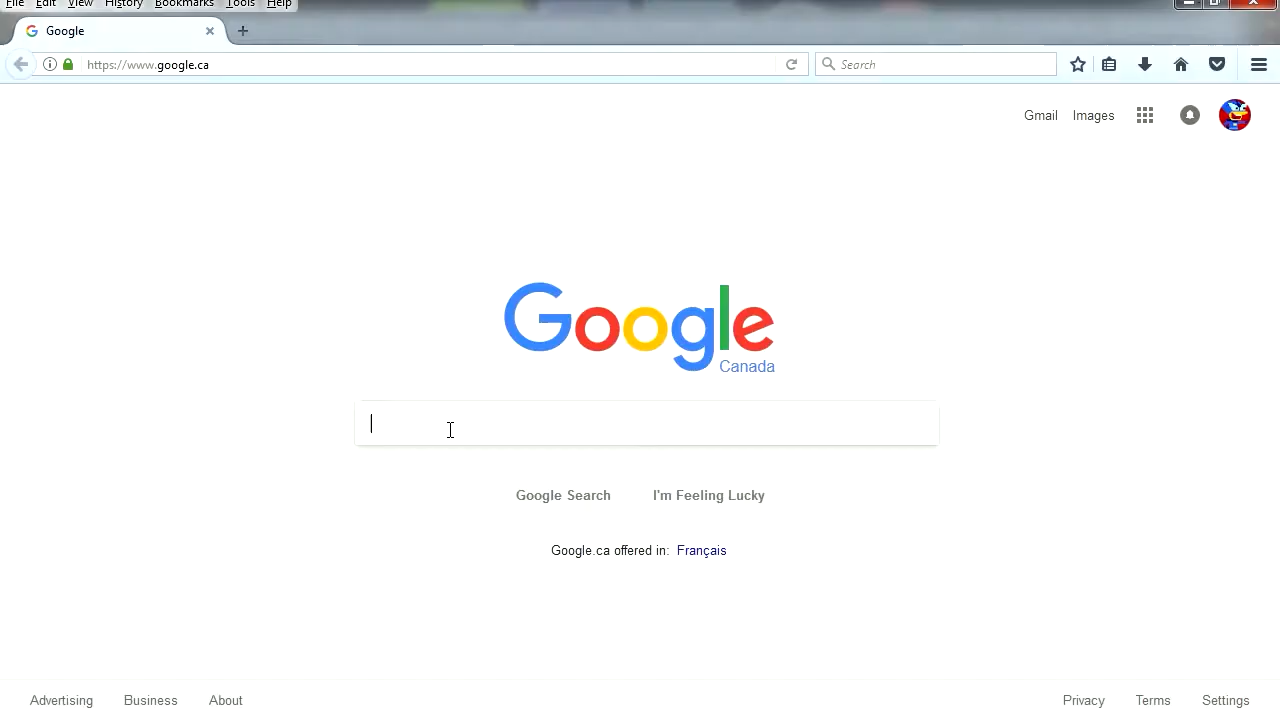 File Edit View History Bookmarks Tools Help
Google
https://www.google.ca Search
Gmail Images
Google
Canada
Google Search I'm Feeling Lucky
Google.ca offered in: Français
Advertising Business About Privacy Terms Settings